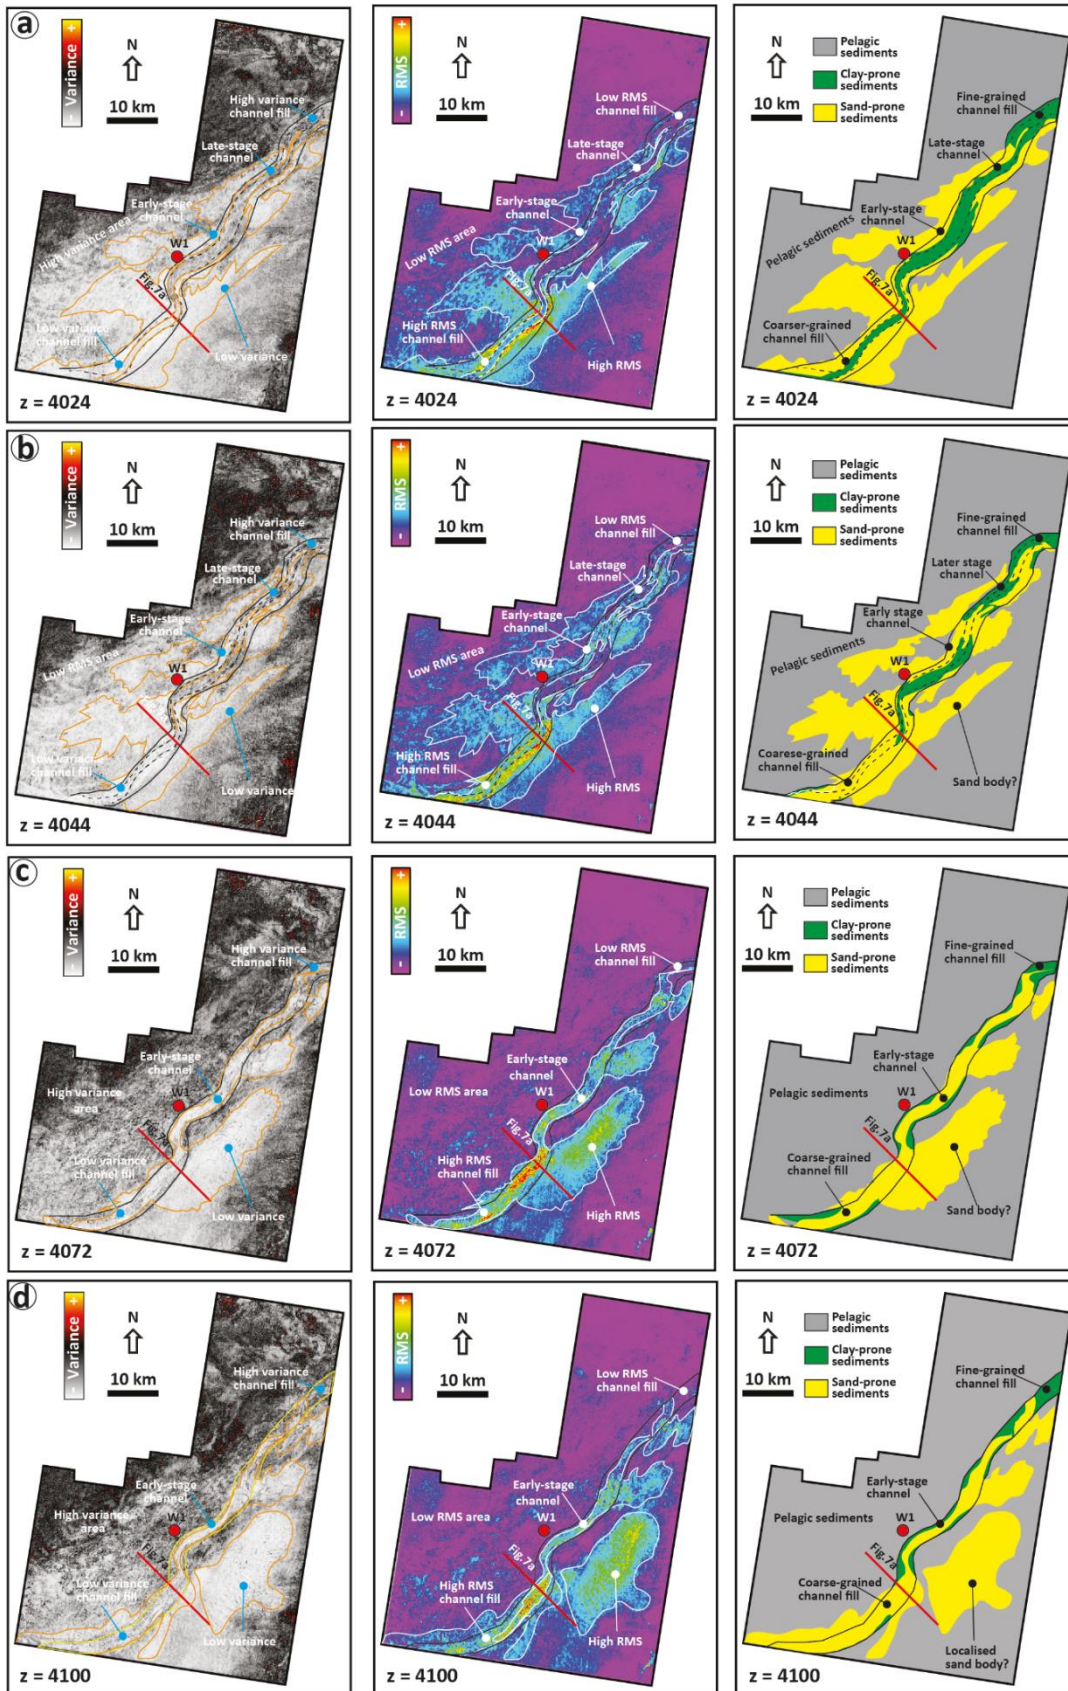 a
- Variance +
N
10 km
High variance
channel fill
Late-stage
channel
Early-stage
channel
High variance area
W1
Fig.7a
Low variance
channel fill
Low variance
z = 4024
- RMS +
N
10 km
Low RMS
channel fill
Late-stage
channel
Early-stage
channel
Low RMS area
W1
Fig.7a
High RMS
channel fill
High RMS
z = 4024
N
10 km
Pelagic
sediments
Clay-prone
sediments
Sand-prone
sediments
Fine-grained
channel fill
Late-stage
channel
Early-stage
channel
Pelagic sediments
W1
Fig.7a
Coarser-grained
channel fill
z = 4024
b
- Variance +
N
10 km
High variance
channel fill
Late-stage
channel
Early-stage
channel
Low RMS area
W1
Fig.7a
Low variance
channel fill
Low variance
z = 4044
- RMS +
N
10 km
Low RMS
channel fill
Late-stage
channel
Early-stage
channel
Low RMS area
W1
Fig.7a
High RMS
channel fill
High RMS
z = 4044
N
10 km
Pelagic
sediments
Clay-prone
sediments
Sand-prone
sediments
Fine-grained
channel fill
Later stage
channel
Early stage
channel
Pelagic sediments
W1
Fig.7a
Coarese-grained
channel fill
Sand body?
z = 4044
c
- Variance +
N
10 km
High variance
channel fill
Early-stage
channel
High variance
area
W1
Fig.7a
Low variance
channel fill
Low variance
z = 4072
- RMS +
N
10 km
Low RMS
channel fill
Early-stage
channel
Low RMS area
W1
Fig.7a
High RMS
channel fill
High RMS
z = 4072
N
10 km
Pelagic
sediments
Clay-prone
sediments
Sand-prone
sediments
Fine-grained
channel fill
Early-stage
channel
Pelagic sediments
W1
Fig.7a
Coarse-grained
channel fill
Sand body?
z = 4072
d
- Variance +
N
10 km
High variance
channel fill
Early-stage
channel
High variance
area
W1
Fig.7a
Low variance
channel fill
Low variance
z = 4100
- RMS +
N
10 km
Low RMS
channel fill
Early-stage
channel
Low RMS area
W1
Fig.7a
High RMS
channel fill
High RMS
z = 4100
N
10 km
Pelagic
sediments
Clay-prone
sediments
Sand-prone
sediments
Fine-grained
channel fill
Early-stage
channel
Pelagic sediments
W1
Fig.7a
Coarse-grained
channel fill
Localised
sand body?
z = 4100